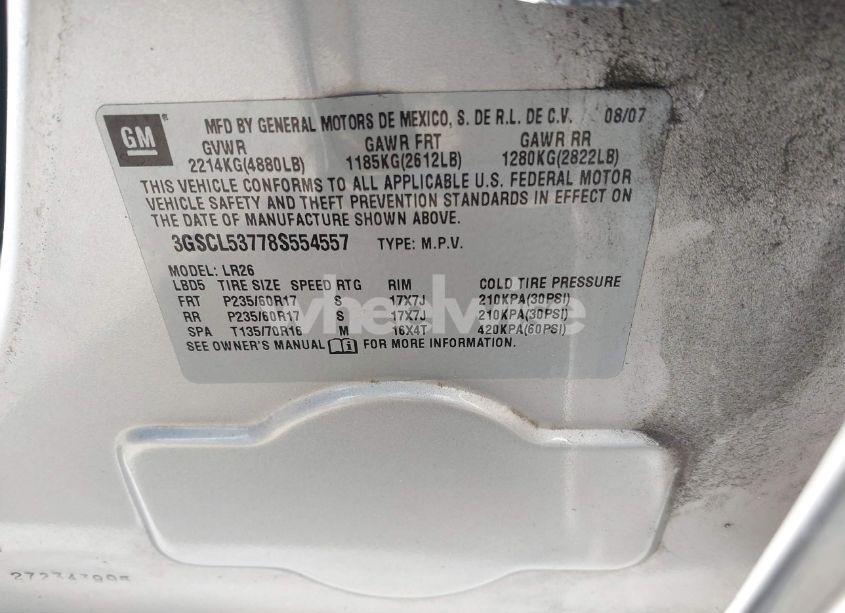 GM
MFD BY GENERAL MOTORS DE MEXICO, S. DE R.L. DE C.V. 08/07
GVWR GAWR FRT GAWR RR
2214KG(4880LB) 1185KG(2612LB) 1280KG(2822LB)
THIS VEHICLE CONFORMS TO ALL APPLICABLE U.S. FEDERAL MOTOR
VEHICLE SAFETY AND THEFT PREVENTION STANDARDS IN EFFECT ON
THE DATE OF MANUFACTURE SHOWN ABOVE.
3GSCL53778S554557 TYPE: M.P.V.
MODEL: LR26
LBD5 TIRE SIZE SPEED RTG RIM COLD TIRE PRESSURE
FRT P235/60R17 S 17X7J 210KPA(30PSI)
RR P235/60R17 S 17X7J 210KPA(30PSI)
SPA T135/70R16 M 16X4T 420KPA(60PSI)
SEE OWNER'S MANUAL FOR MORE INFORMATION.